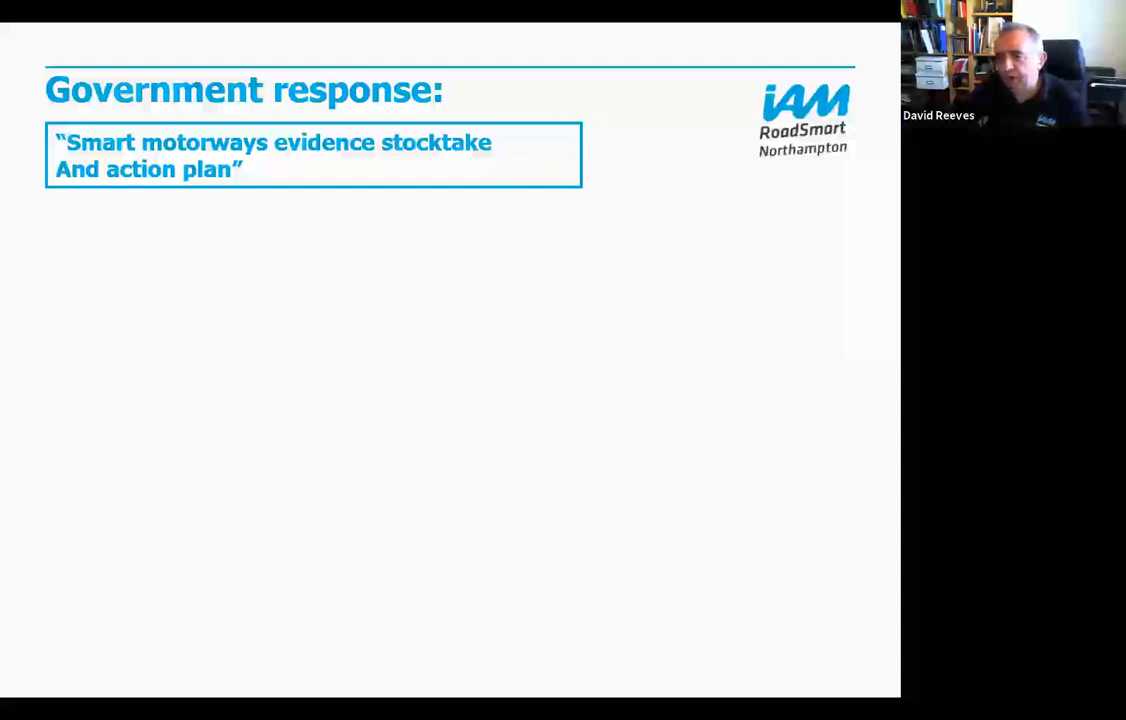 Government response:
“Smart motorways evidence stocktake
And action plan”
iAM
RoadSmart
Northampton
David Reeves